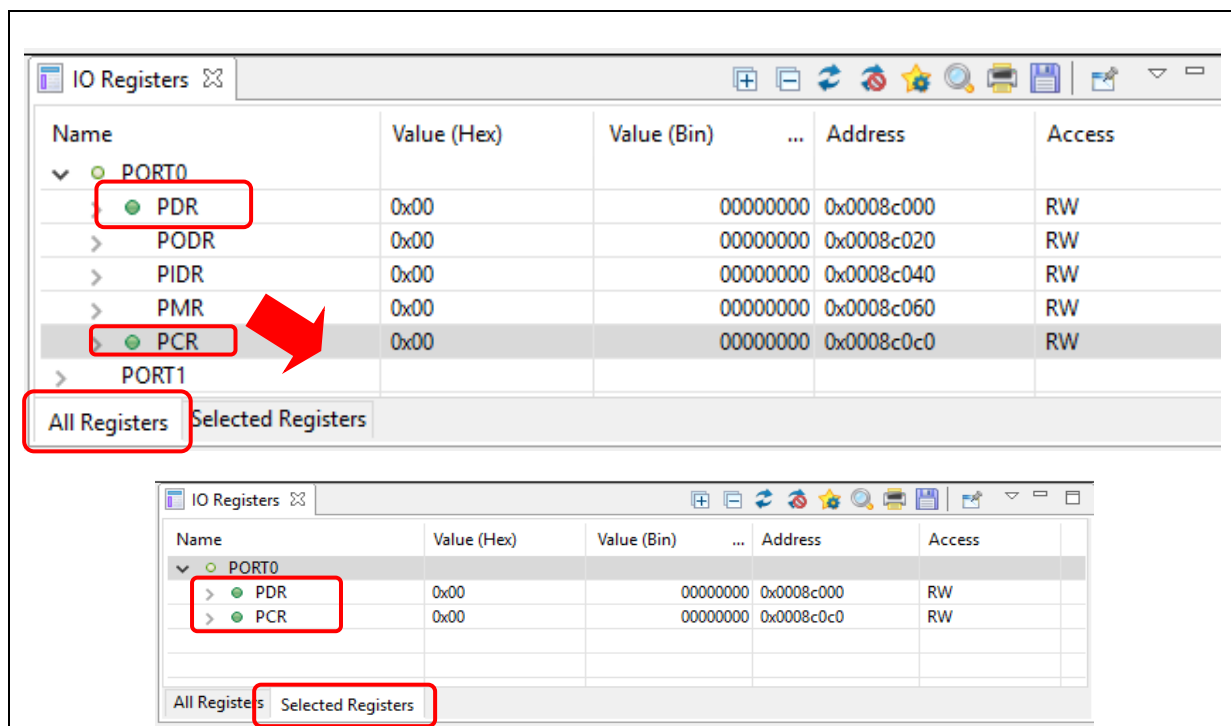 IO Registers
Name Value (Hex) Value (Bin) ... Address Access
PORT0
PDR 0x00 00000000 0x0008c000 RW
PODR 0x00 00000000 0x0008c020 RW
PIDR 0x00 00000000 0x0008c040 RW
PMR 0x00 00000000 0x0008c060 RW
PCR 0x00 00000000 0x0008c0c0 RW
PORT1
All Registers Selected Registers
IO Registers
Name Value (Hex) Value (Bin) ... Address Access
PORT0
PDR 0x00 00000000 0x0008c000 RW
PCR 0x00 00000000 0x0008c0c0 RW
All Registers Selected Registers